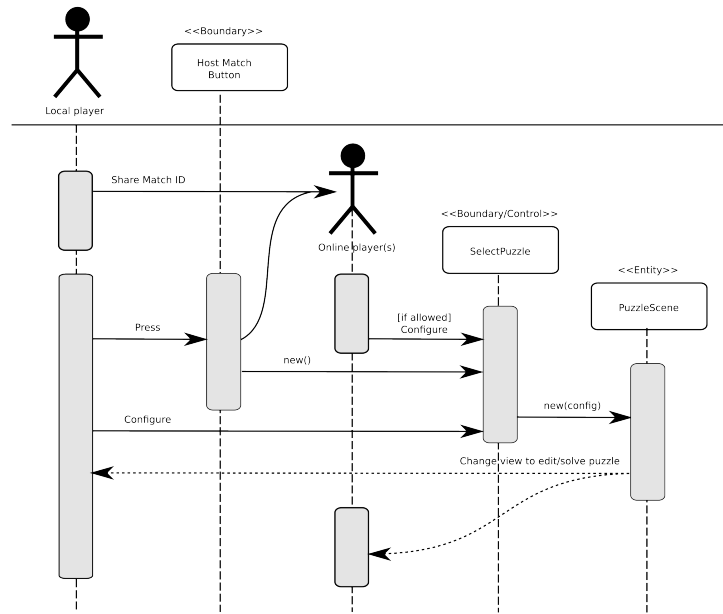 <<Boundary>>
Host Match
Button
Local player
Share Match ID
Online player(s)
<<Boundary/Control>>
SelectPuzzle
<<Entity>>
PuzzleScene
[if allowed]
Configure
Press
new()
new(config)
Configure
Change view to edit/solve puzzle